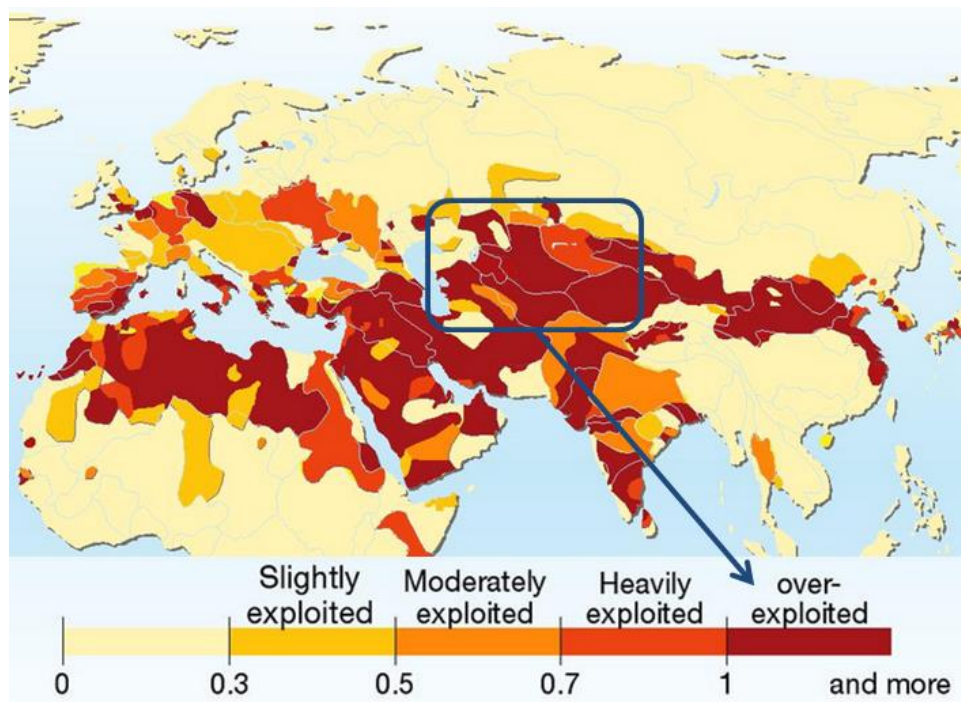 Slightly exploited
Moderately exploited
Heavily exploited
over-exploited
0
0.3
0.5
0.7
1
and more